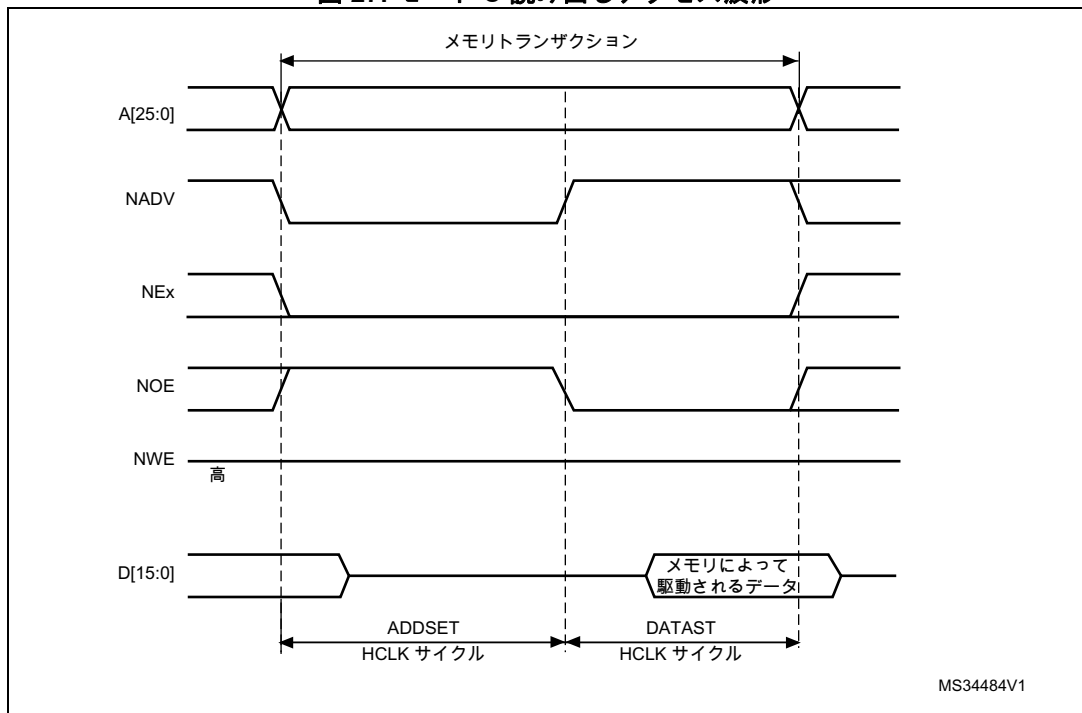 メモリトランザクション
A[25:0]
NADV
NEx
NOE
NWE
高
D[15:0]
メモリによって
駆動されるデータ
ADDSET
HCLK サイクル
DATAST
HCLK サイクル
MS34484V1